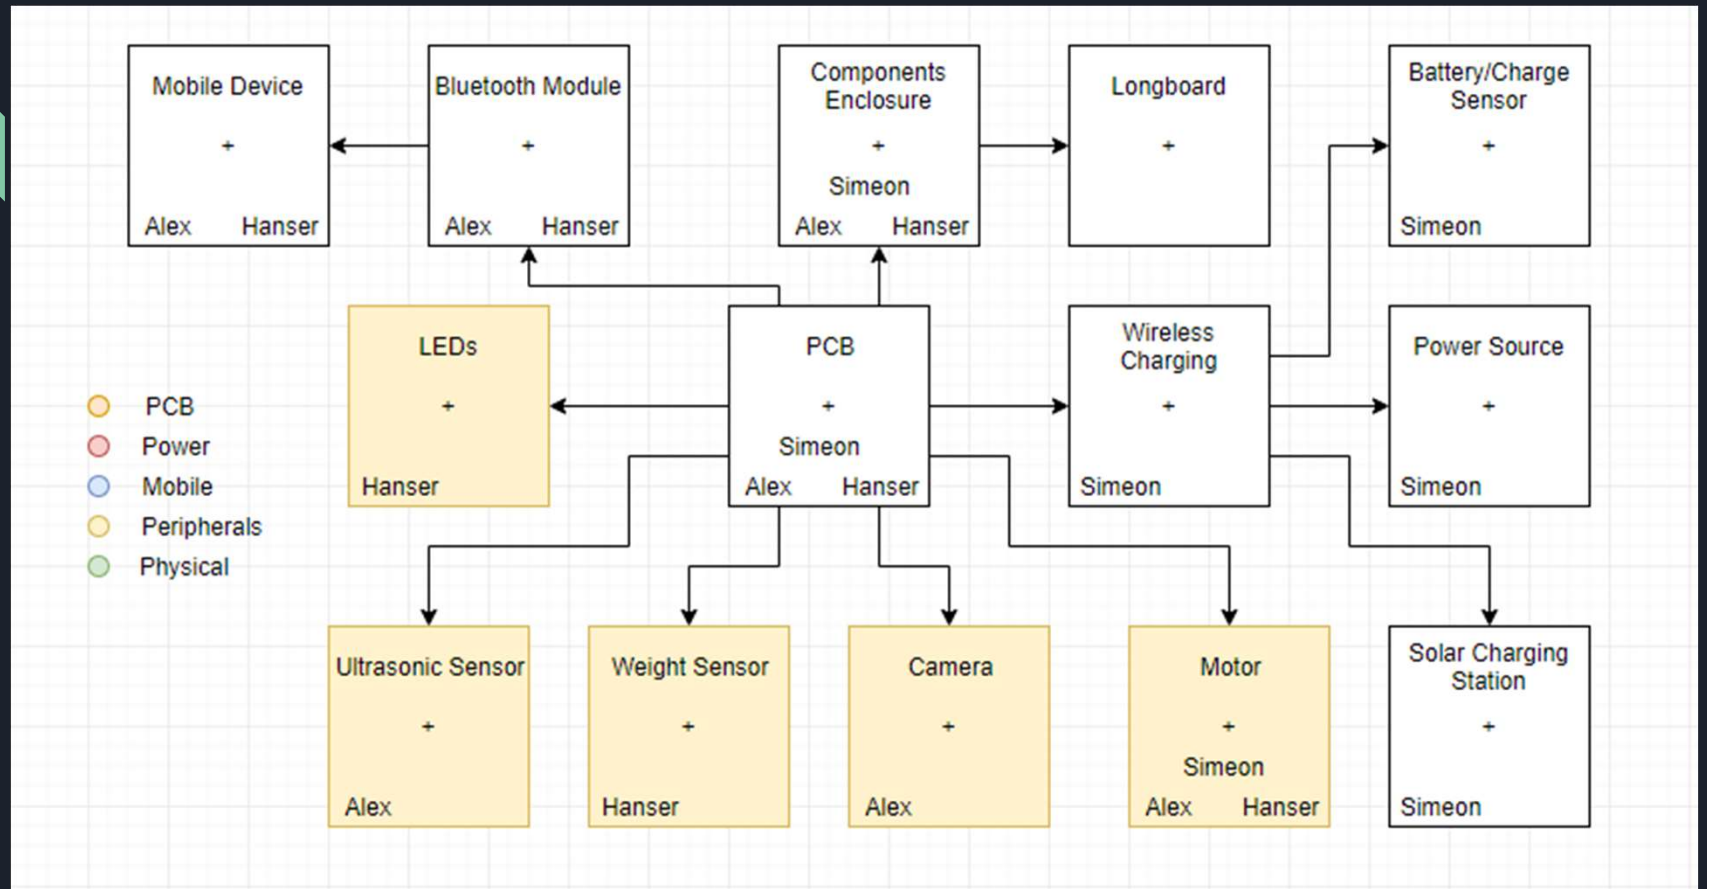 Mobile Device
+
Alex Hanser
Bluetooth Module
+
Alex Hanser
Components
Enclosure
+
Simeon
Alex Hanser
Longboard
+
Battery/Charge
Sensor
+
Simeon
LEDs
+
Hanser
PCB
+
Simeon
Alex Hanser
Wireless
Charging
+
Simeon
Power Source
+
Simeon
PCB
Power
Mobile
Peripherals
Physical
Ultrasonic Sensor
+
Alex
Weight Sensor
+
Hanser
Camera
+
Alex
Motor
+
Simeon
Alex Hanser
Solar Charging
Station
+
Simeon